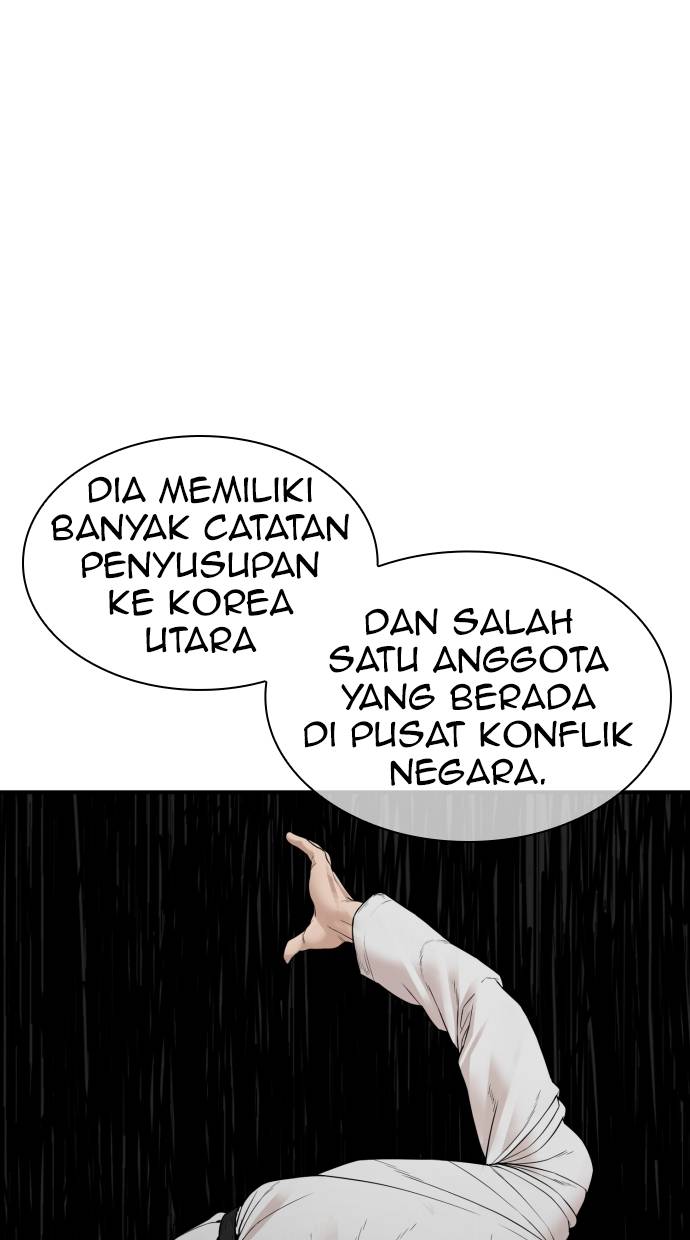 DIA MEMILIKI
BANYAK CATATAN
PENYUSUPAN
KE KOREA
UTARA
DAN SALAH
SATU ANGGOTA
YANG BERADA
DI PUSAT KONFLIK
NEGARA.